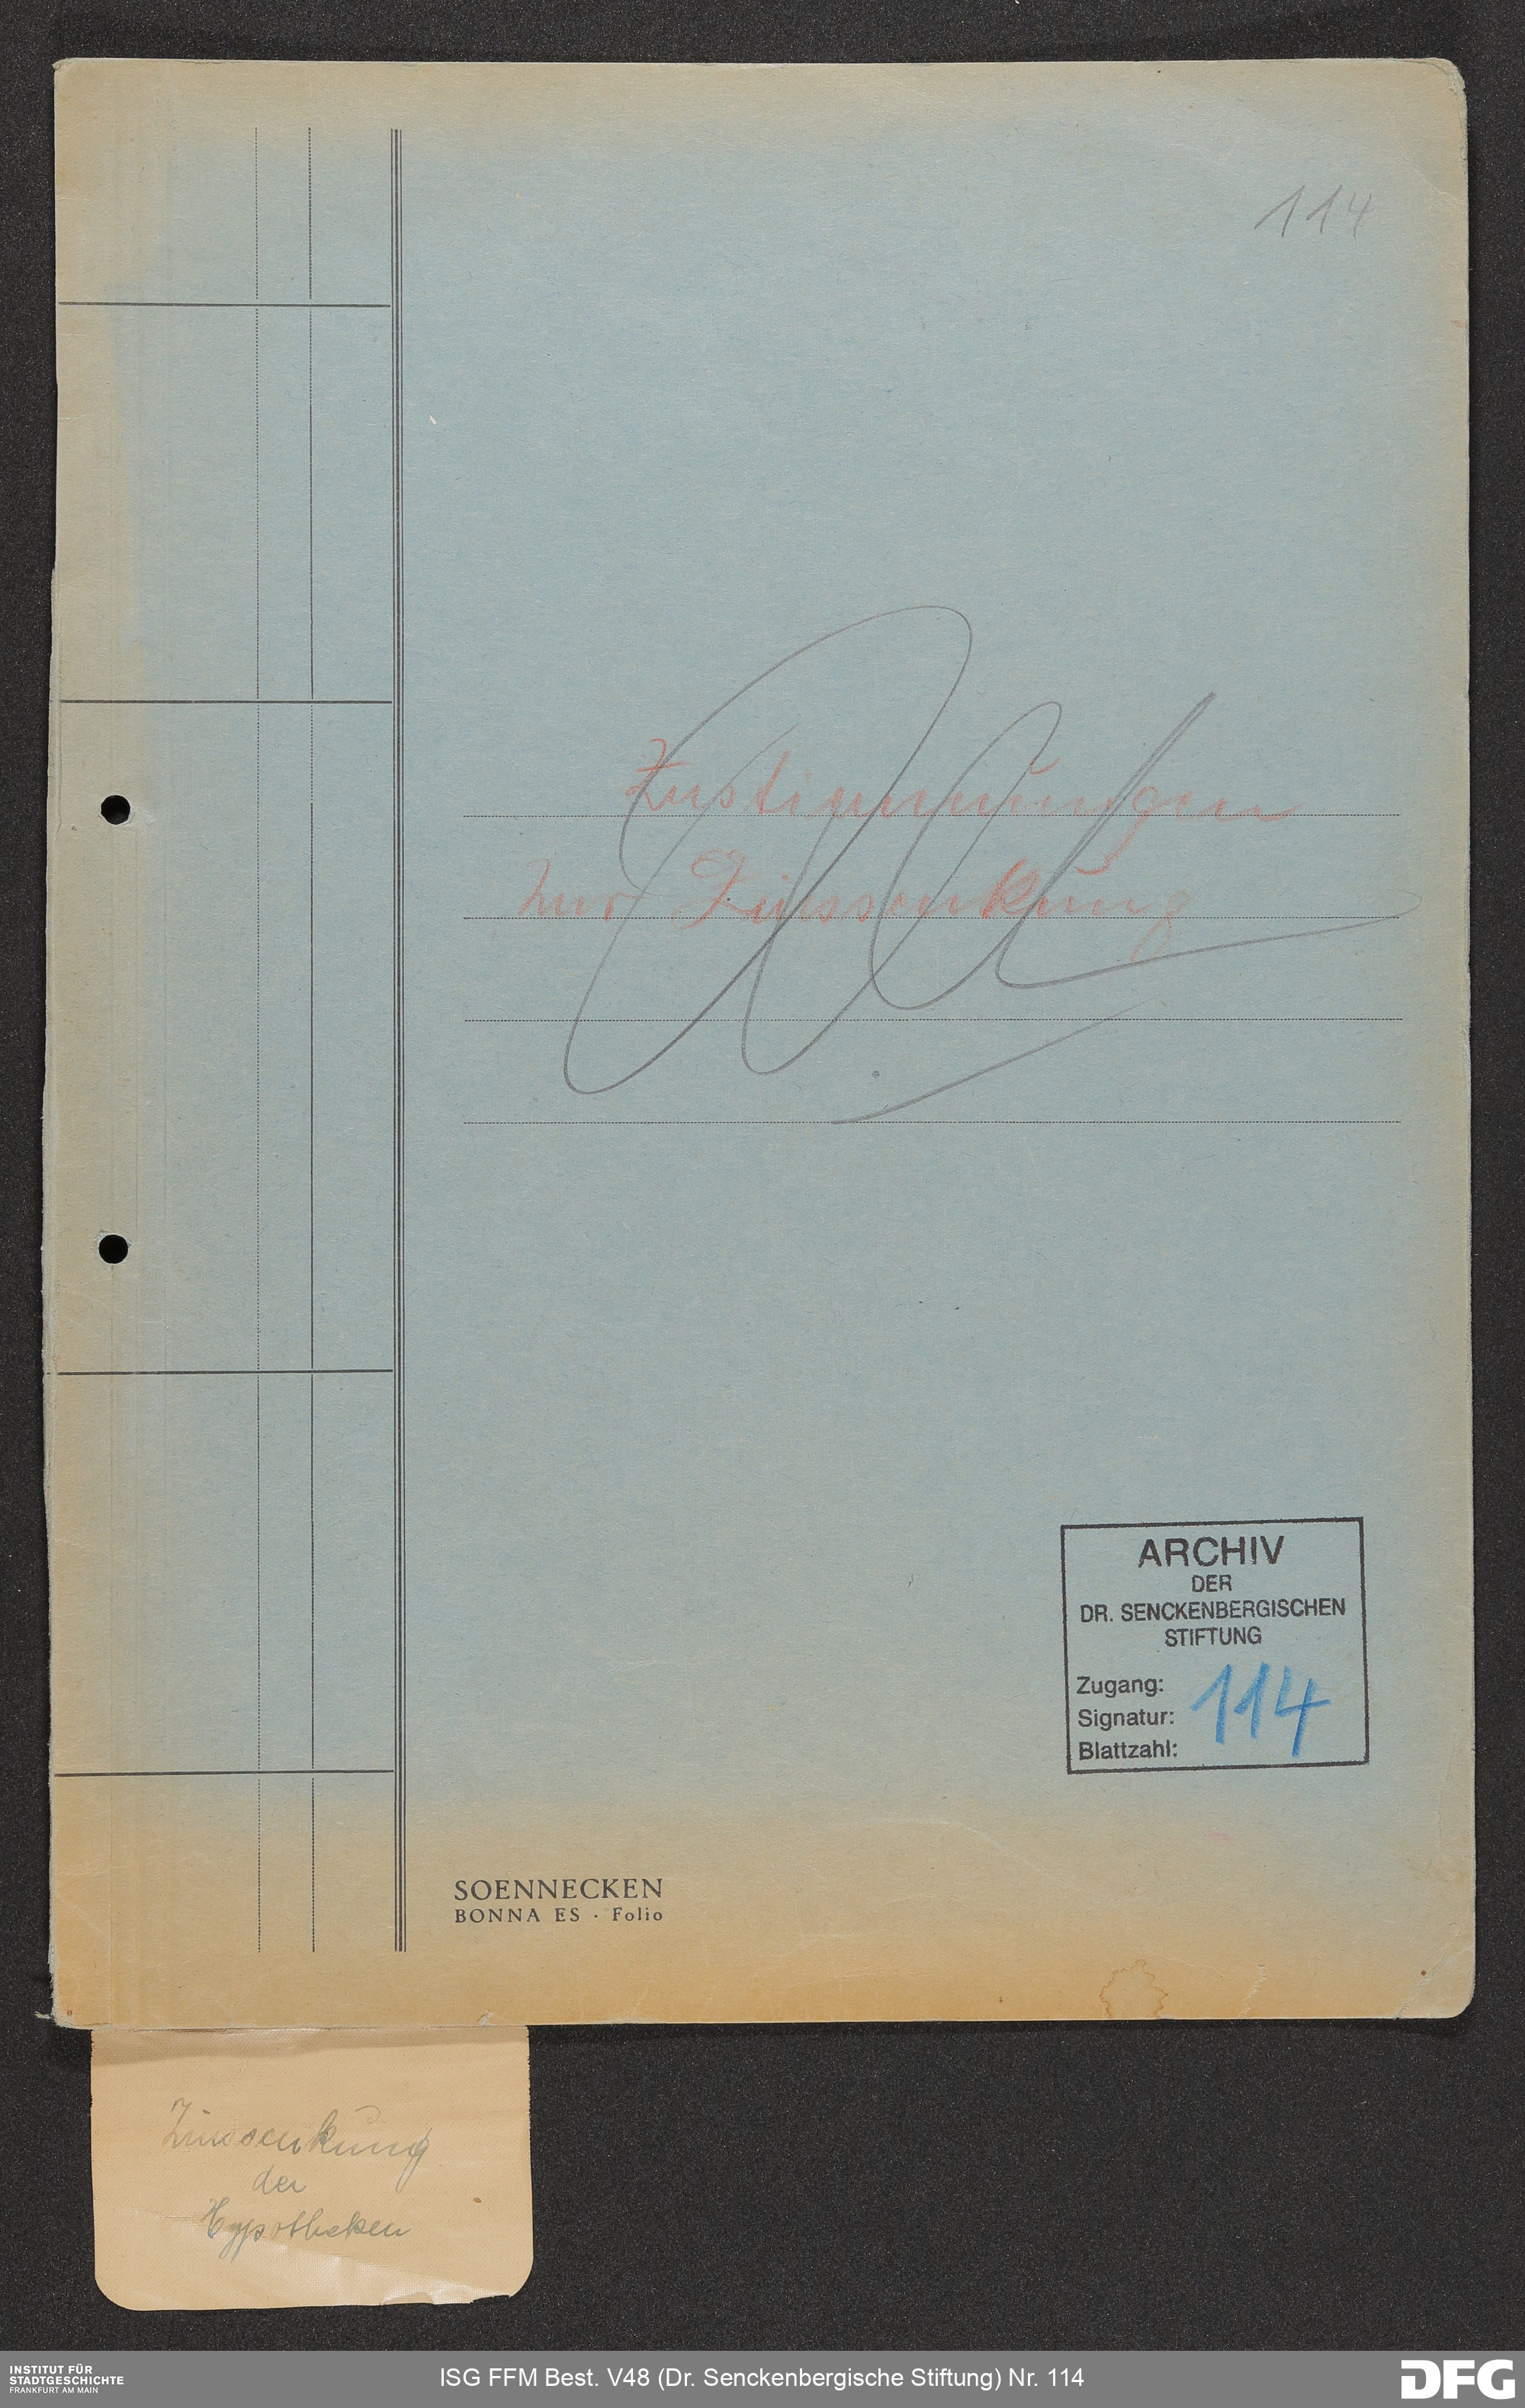 114
Zustimmungen
zur Zinssenkung
ARCHIV
DER
DR. SENCKENBERGISCHEN
STIFTUNG
Zugang:
Signatur: 114
Blattzahl:
SOENNECKEN
BONNA ES · Folio
Zinssenkung
der
Hypotheken
INSTITUT FÜR
STADTGESCHICHTE
FRANKFURT AM MAIN
ISG FFM Best. V48 (Dr. Senckenbergische Stiftung) Nr. 114
DFG